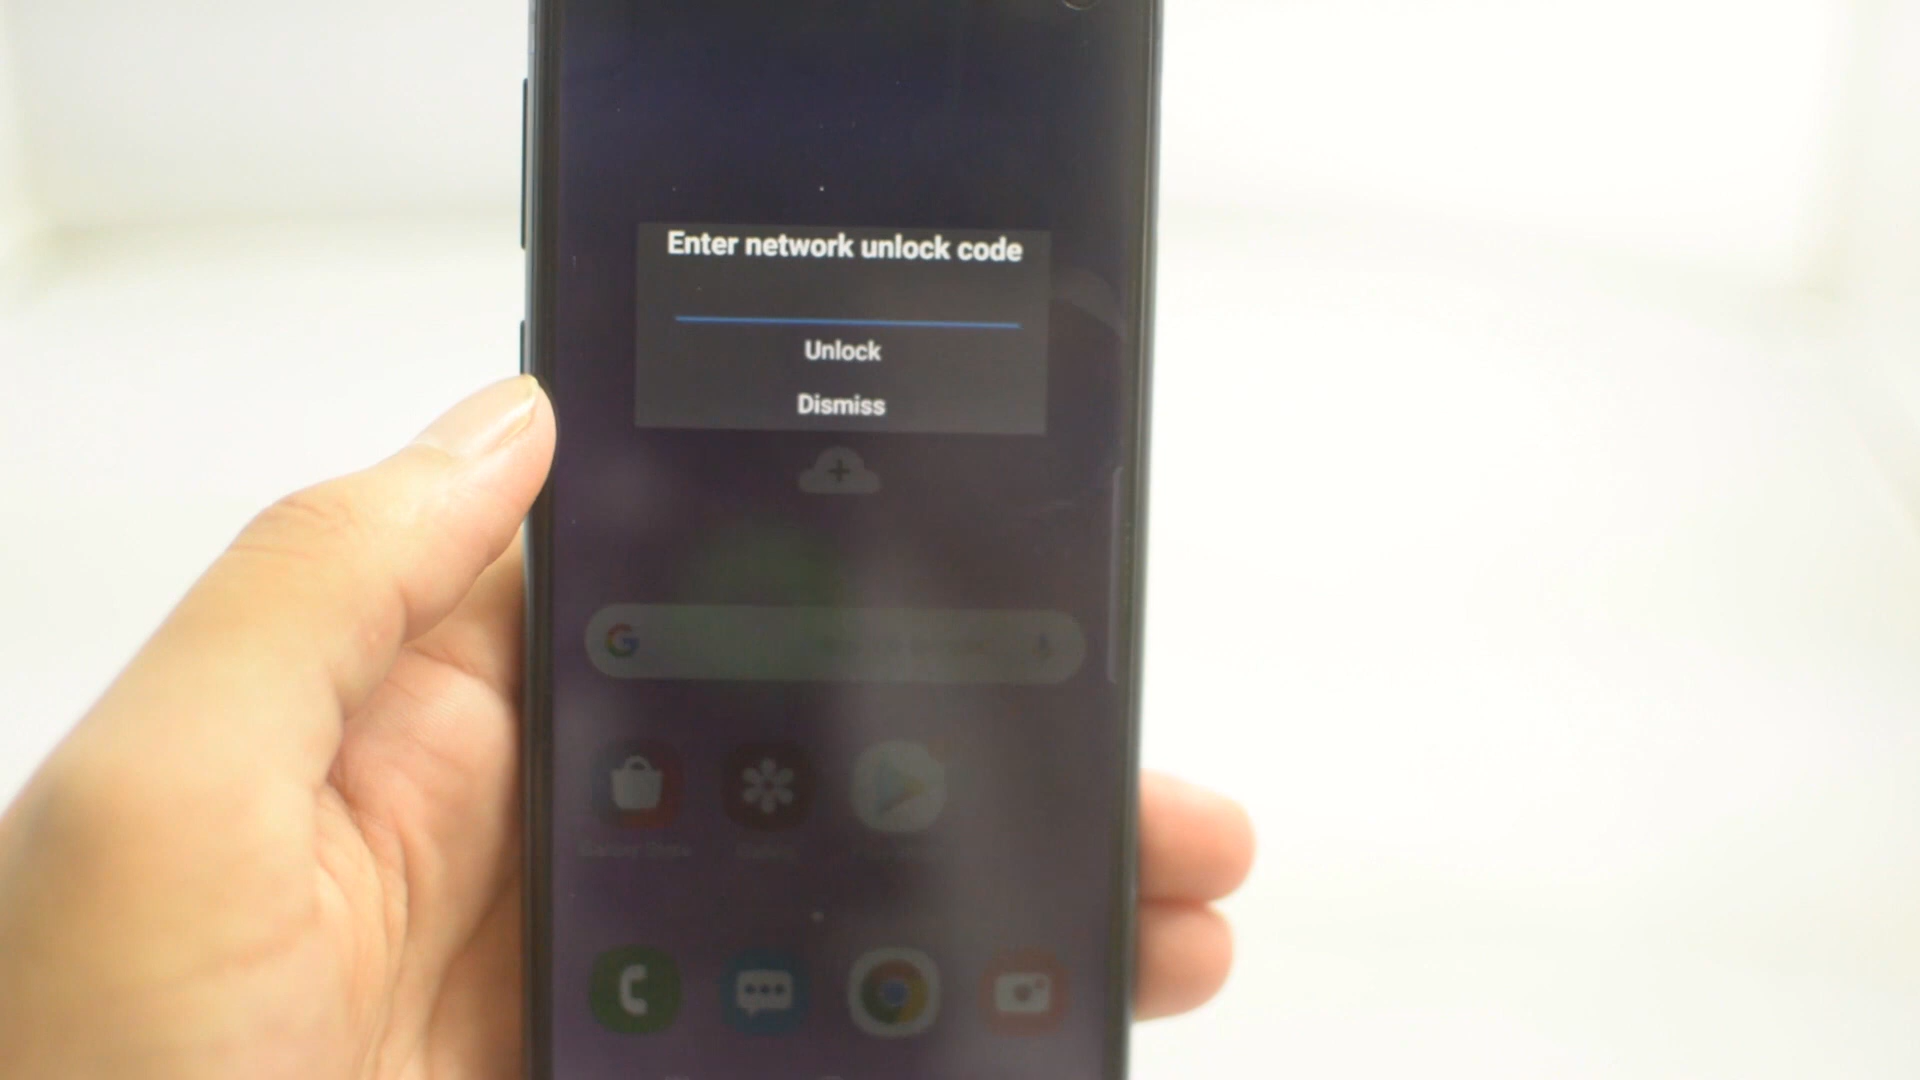 Enter network unlock code
Unlock
Dismiss